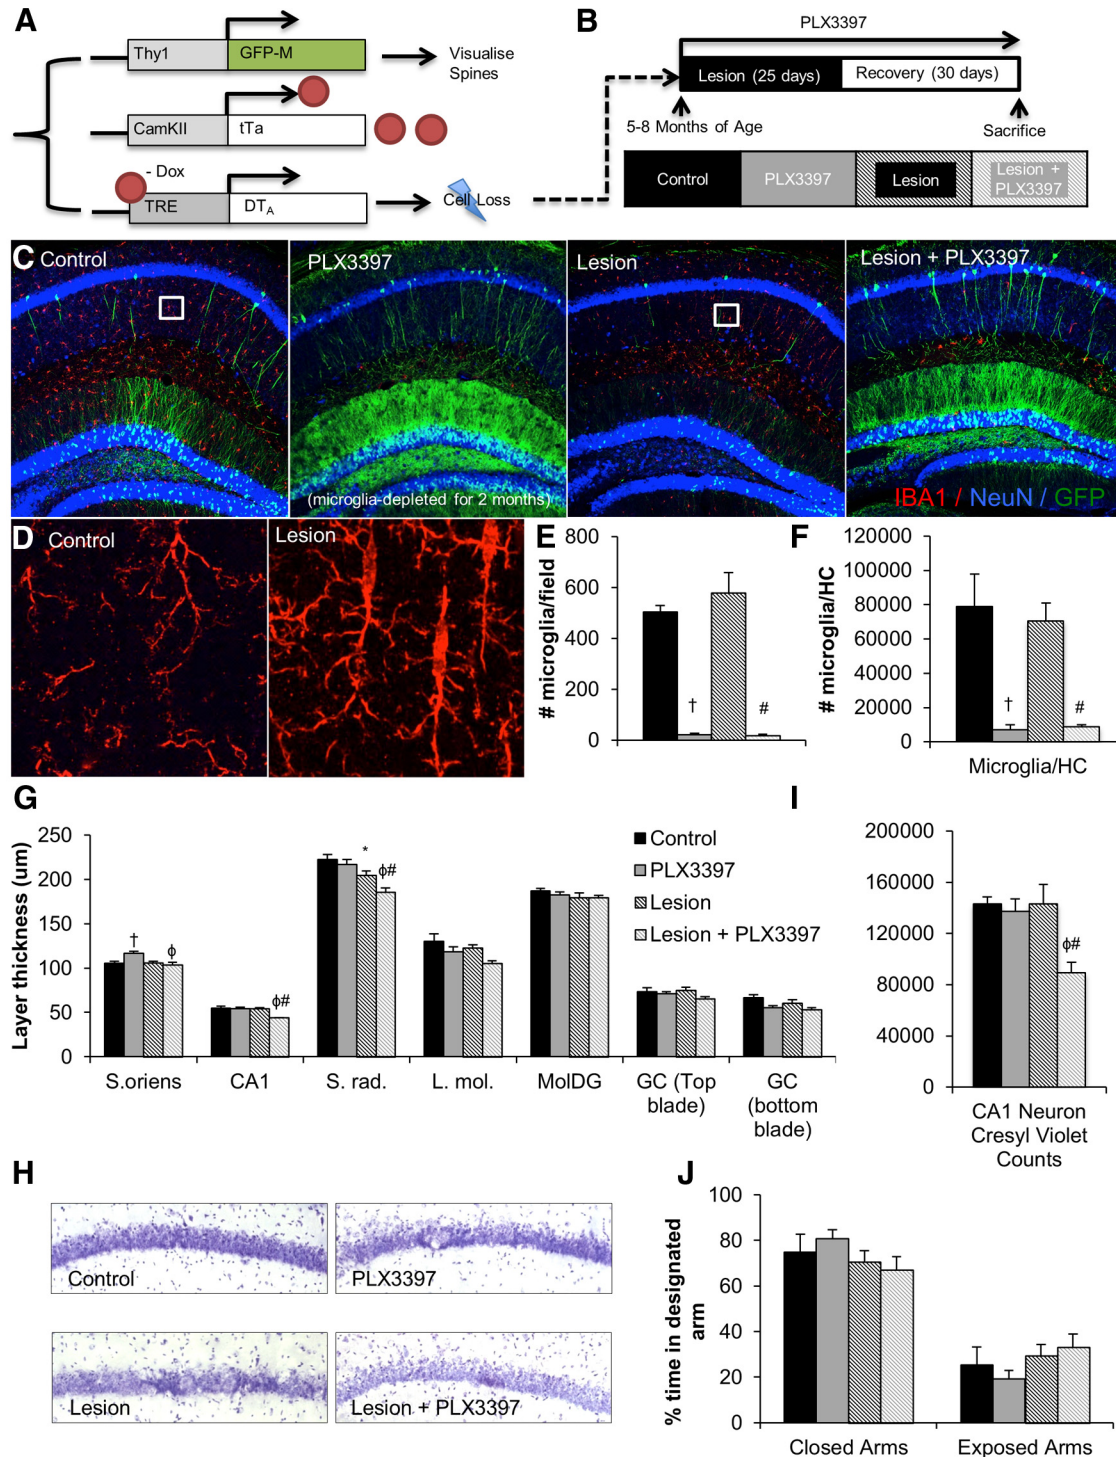 A
Thy1
GFP-M
Visualise
Spines
CamKII
tTa
- Dox
TRE
DTA
Cell Loss
B
PLX3397
Lesion (25 days)
Recovery (30 days)
5-8 Months of Age
Sacrifice
Control
PLX3397
Lesion
Lesion +
PLX3397
C
Control
PLX3397
(microglia-depleted for 2 months)
Lesion
Lesion + PLX3397
IBA1 / NeuN / GFP
D
Control
Lesion
E
# microglia/field
800
600
400
200
0
†
#
F
# microglia/HC
120000
100000
80000
60000
40000
20000
0
†
#
Microglia/HC
G
Layer thickness (um)
250
200
150
100
50
0
†
ϕ
ϕ#
*
ϕ#
S.oriens
CA1
S. rad.
L. mol.
MolDG
GC (Top
blade)
GC
(bottom
blade)
Control
PLX3397
Lesion
Lesion + PLX3397
I
200000
160000
120000
80000
40000
0
ϕ#
CA1 Neuron
Cresyl Violet
Counts
H
Control
PLX3397
Lesion
Lesion + PLX3397
J
% time in designated
arm
100
80
60
40
20
0
Closed Arms
Exposed Arms